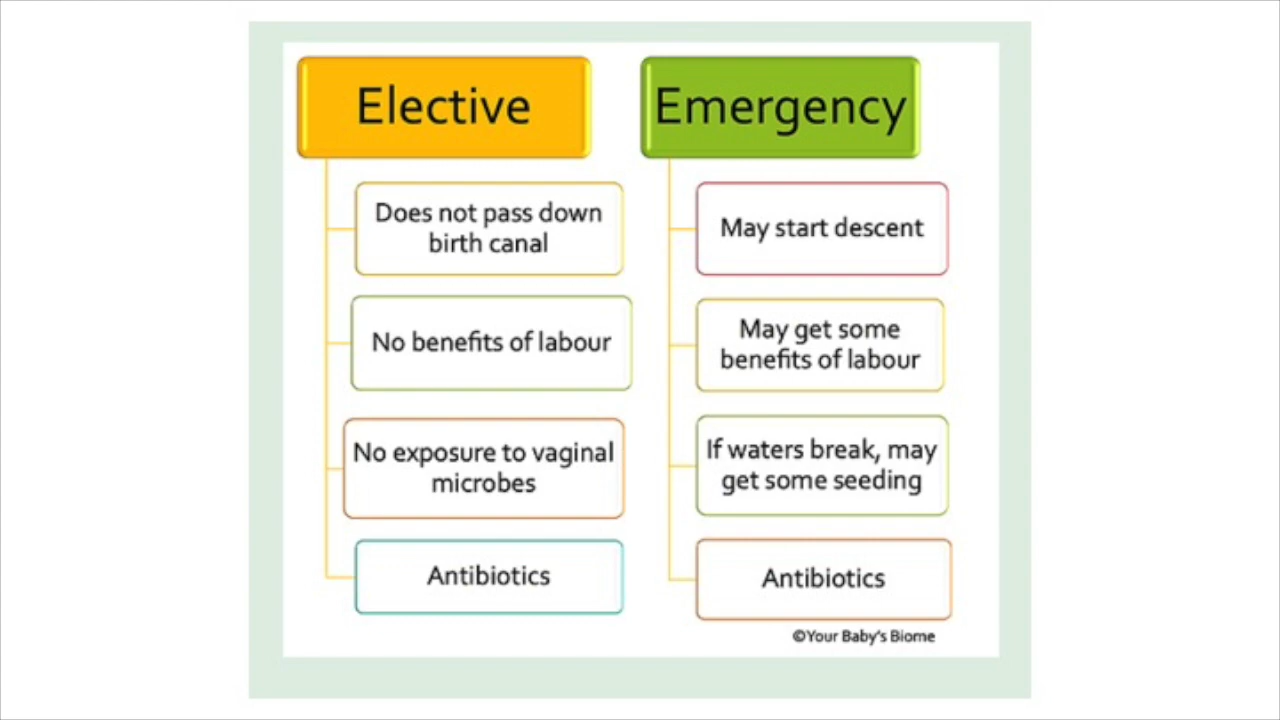 Elective
Does not pass down
birth canal
No benefits of labour
No exposure to vaginal
microbes
Antibiotics
Emergency
May start descent
May get some
benefits of labour
If waters break, may
get some seeding
Antibiotics
©Your Baby's Biome